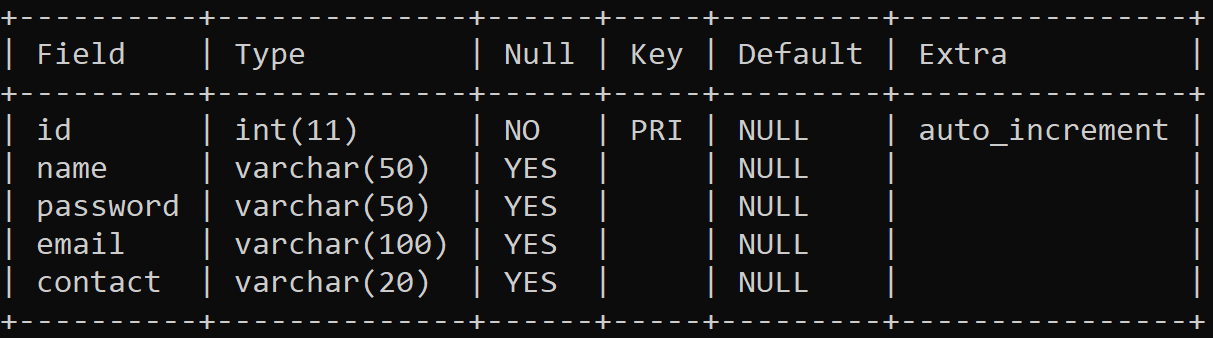 +----------+--------------+------+-----+---------+----------------+
| Field    | Type         | Null | Key | Default | Extra          |
+----------+--------------+------+-----+---------+----------------+
| id       | int(11)      | NO   | PRI | NULL    | auto_increment |
| name     | varchar(50)  | YES  |     | NULL    |                |
| password | varchar(50)  | YES  |     | NULL    |                |
| email    | varchar(100) | YES  |     | NULL    |                |
| contact  | varchar(20)  | YES  |     | NULL    |                |
+----------+--------------+------+-----+---------+----------------+